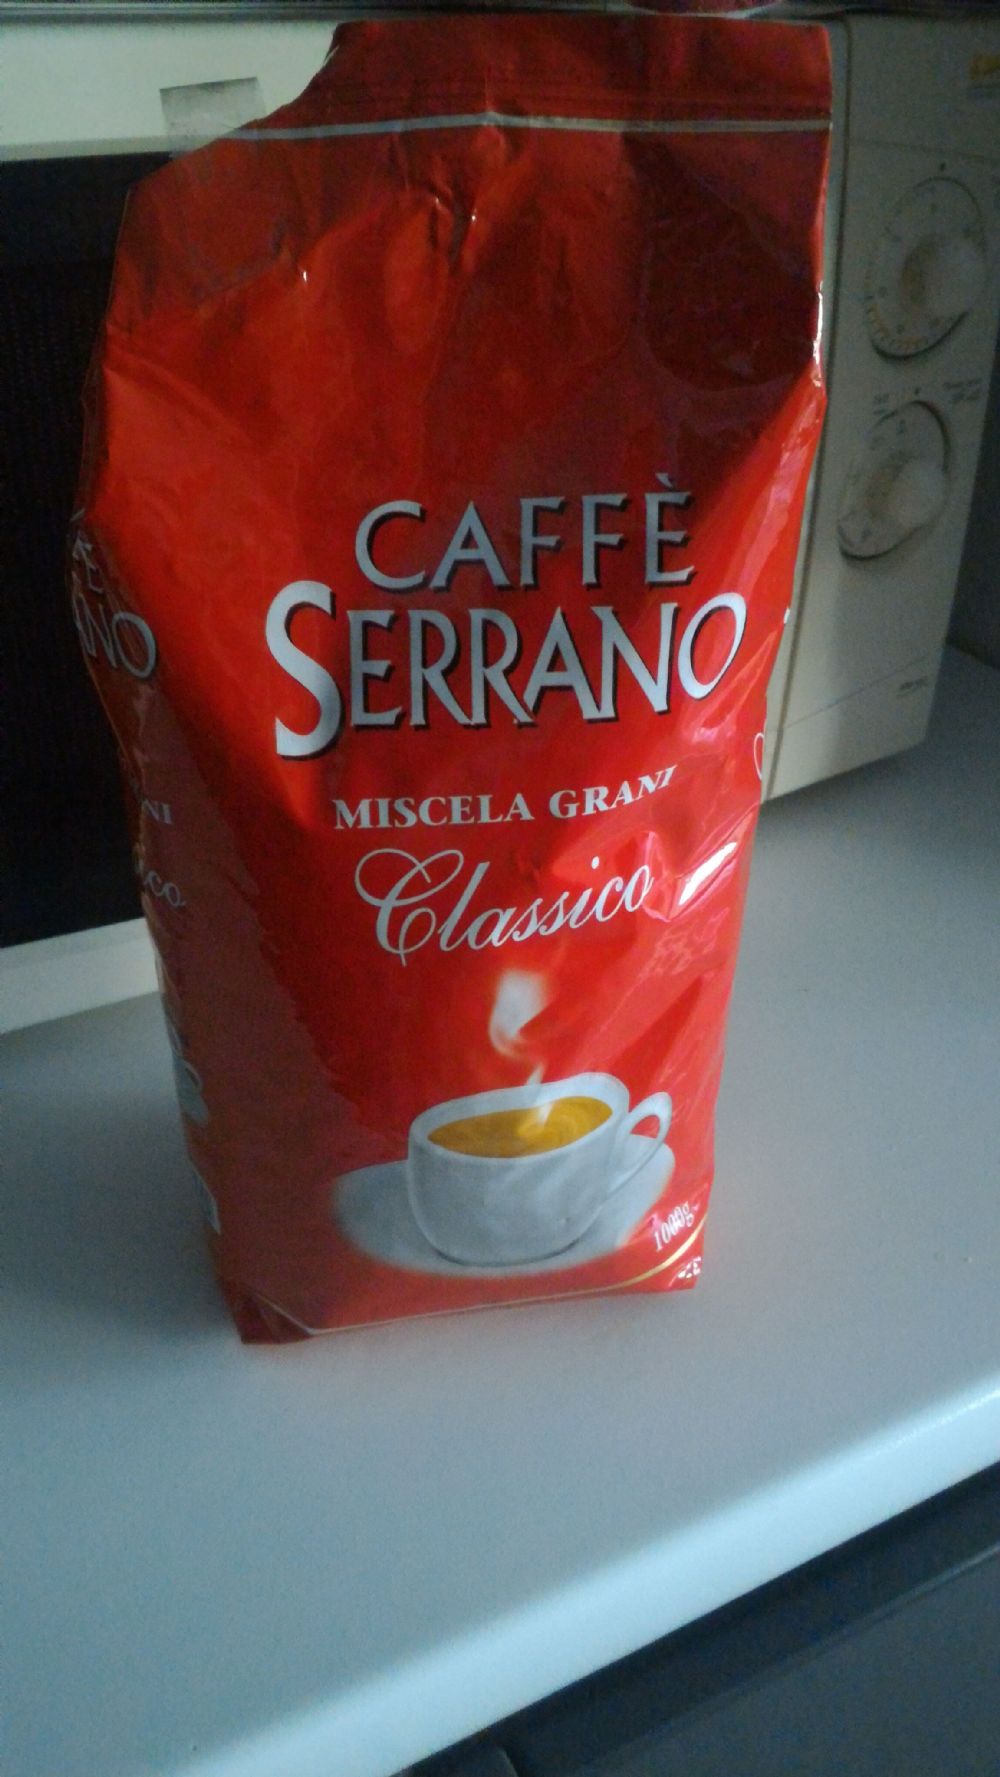 CAFFÈ
SERRANO
MISCELA GRANI
Classico
1000g